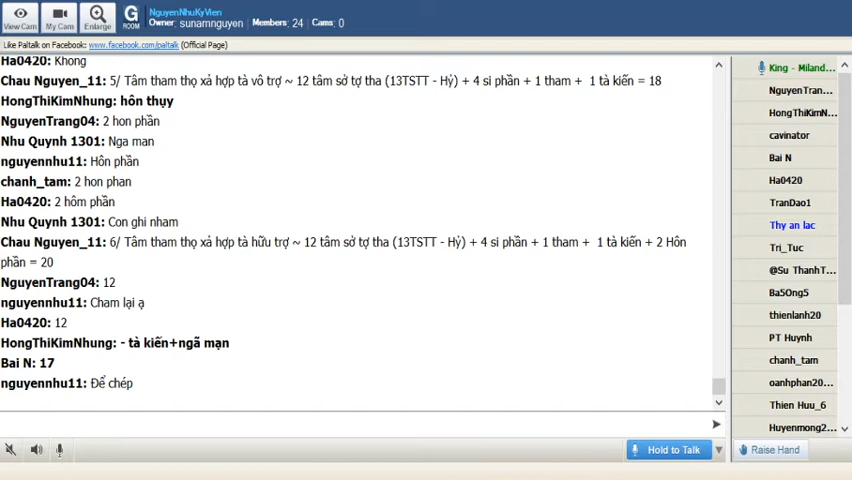 NguyenNhuKyVien
Owner: sunamnguyen Members: 24 Cams: 0
View Cam
My Cam
Enlarge
G
ROOM
Like Paltalk on Facebook: www.facebook.com/paltalk (Official Page)
Ha0420: Khong
Chau Nguyen_11: 5/ Tâm tham thọ xả hợp tà vô trợ ~ 12 tâm sở tợ tha (13TSTT - Hỷ) + 4 si phần + 1 tham + 1 tà kiến = 18
HongThiKimNhung: hôn thụy
NguyenTrang04: 2 hon phần
Nhu Quynh 1301: Nga man
nguyennhu11: Hôn phần
chanh_tam: 2 hon phan
Ha0420: 2 hôm phần
Nhu Quynh 1301: Con ghi nham
Chau Nguyen_11: 6/ Tâm tham thọ xả hợp tà hữu trợ ~ 12 tâm sở tợ tha (13TSTT - Hỷ) + 4 si phần + 1 tham + 1 tà kiến + 2 Hôn
phần = 20
NguyenTrang04: 12
nguyennhu11: Cham lại ạ
Ha0420: 12
HongThiKimNhung: - tà kiến+ngã mạn
Bai N: 17
nguyennhu11: Để chép
Hold to Talk
King - Miland...
NguyenTran...
HongThiKimN...
cavinator
Bai N
Ha0420
TranDao1
Thy an lac
Tri_Tuc
@Su ThanhT...
Ba5Ong5
thienlanh20
PT Huynh
chanh_tam
oanhphan20...
Thien Huu_6
Huyenmong2...
Raise Hand